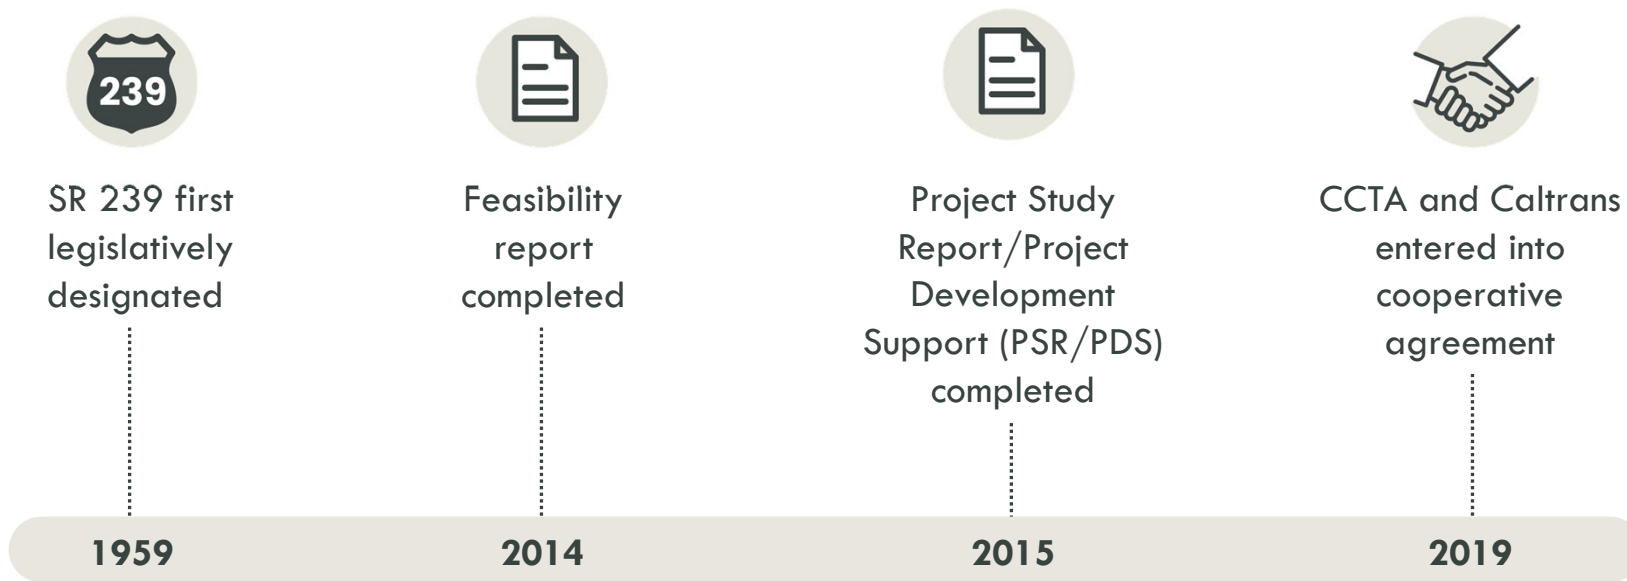 239
SR 239 first
legislatively
designated
1959
Feasibility
report
completed
2014
Project Study
Report/Project
Development
Support (PSR/PDS)
completed
2015
CCTA and Caltrans
entered into
cooperative
agreement
2019